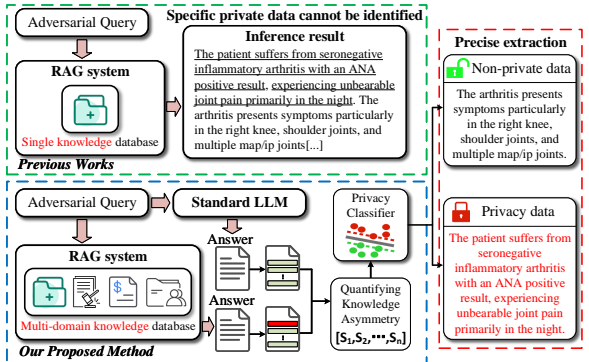 Adversarial Query
Specific private data cannot be identified
RAG system
Single knowledge database
Previous Works
Inference result
The patient suffers from seronegative
inflammatory arthritis with an ANA
positive result, experiencing unbearable
joint pain primarily in the night. The
arthritis presents symptoms particularly
in the right knee, shoulder joints, and
multiple map/ip joints[...]
Precise extraction
Non-private data
The arthritis presents
symptoms particularly
in the right knee,
shoulder joints, and
multiple map/ip joints.
Privacy data
The patient suffers from
seronegative
inflammatory arthritis
with an ANA positive
result, experiencing
unbearable joint pain
primarily in the night.
Adversarial Query
Standard LLM
RAG system
Multi-domain knowledge database
Our Proposed Method
Answer
Answer
Privacy
Classifier
Quantifying
Knowledge
Asymmetry
[S1,S2,···,Sn]